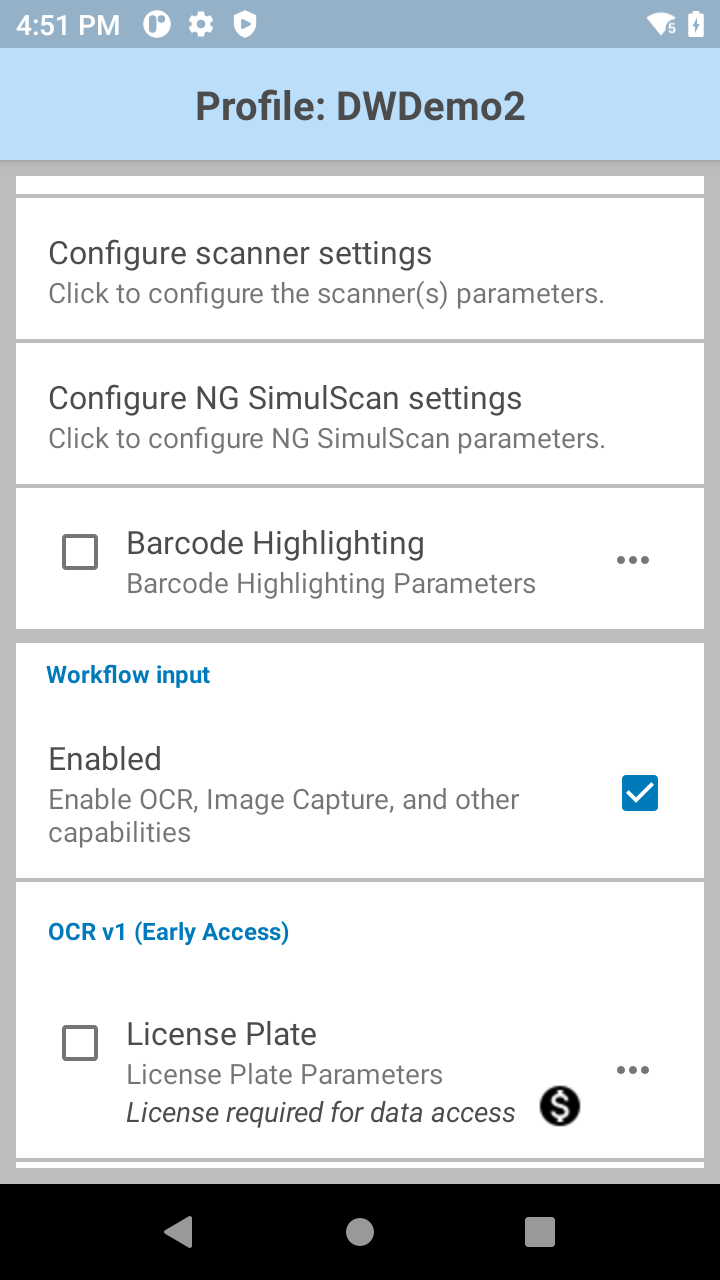 4:51 PM
5
Profile: DWDemo2
Configure scanner settings
Click to configure the scanner(s) parameters.
Configure NG SimulScan settings
Click to configure NG SimulScan parameters.
Barcode Highlighting
Barcode Highlighting Parameters
Workflow input
Enabled
Enable OCR, Image Capture, and other
capabilities
OCR v1 (Early Access)
License Plate
License Plate Parameters
License required for data access
$